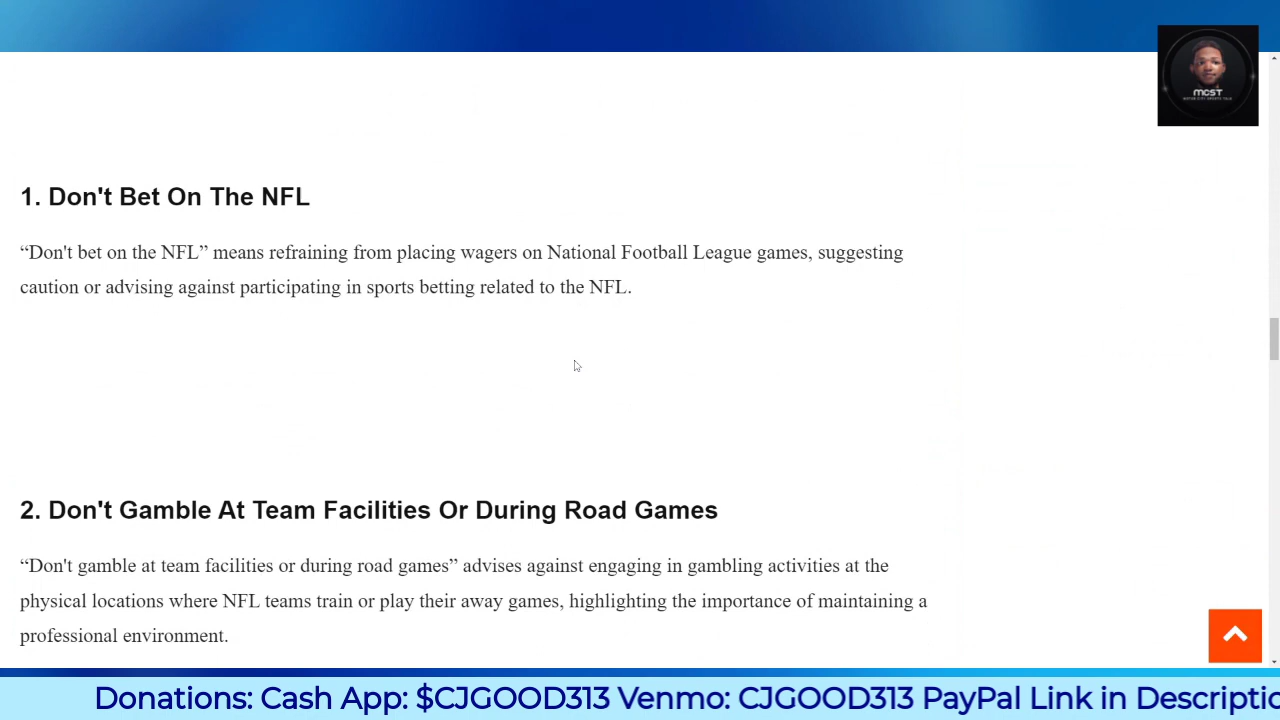 MCST
MOTOR CITY SPORTS TALK
1. Don't Bet On The NFL
“Don't bet on the NFL” means refraining from placing wagers on National Football League games, suggesting
caution or advising against participating in sports betting related to the NFL.
2. Don't Gamble At Team Facilities Or During Road Games
“Don't gamble at team facilities or during road games” advises against engaging in gambling activities at the
physical locations where NFL teams train or play their away games, highlighting the importance of maintaining a
professional environment.
Donations: Cash App: $CJGOOD313 Venmo: CJGOOD313 PayPal Link in Descriptio